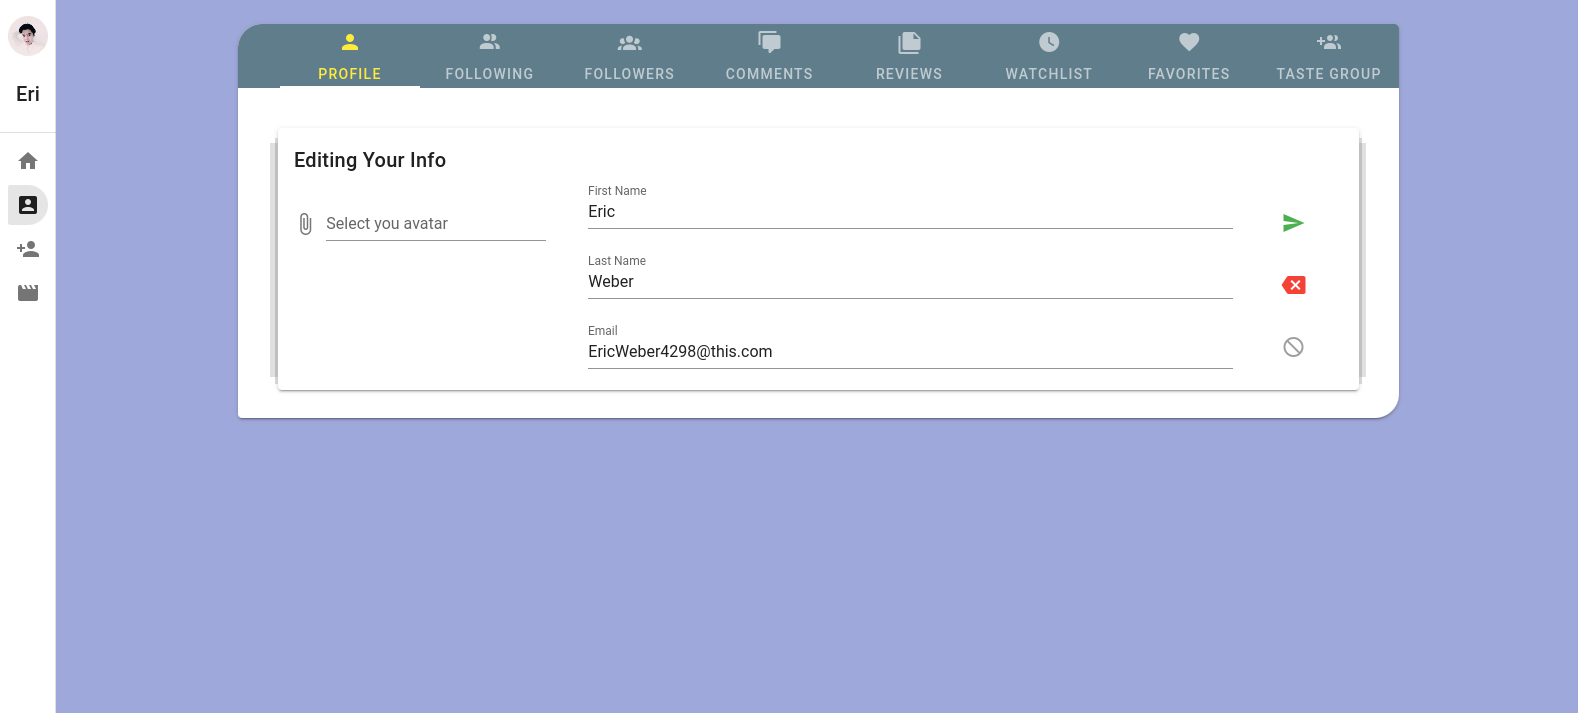 Eri
PROFILE
FOLLOWING
FOLLOWERS
COMMENTS
REVIEWS
WATCHLIST
FAVORITES
TASTE GROUP
Editing Your Info
Select you avatar
First Name
Eric
Last Name
Weber
Email
EricWeber4298@this.com